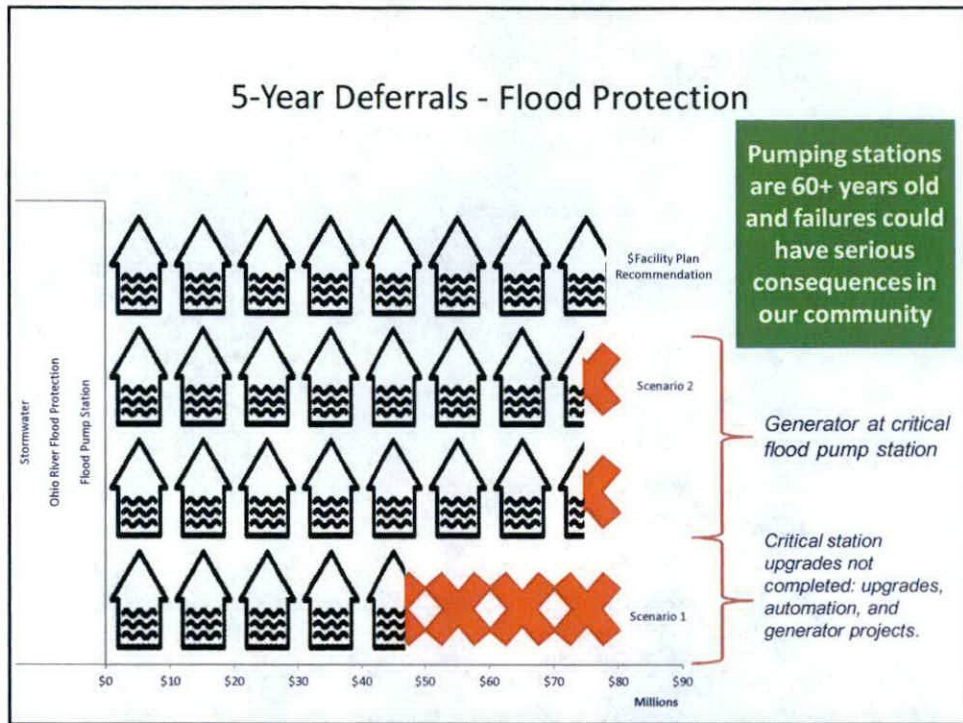 5-Year Deferrals - Flood Protection
Pumping stations
are 60+ years old
and failures could
have serious
consequences in
our community
Stormwater
Ohio River Flood Protection
Flood Pump Station
$Facility Plan
Recommendation
Scenario 2
Generator at critical
flood pump station
Critical station
upgrades not
completed: upgrades,
automation, and
generator projects.
Scenario 1
$0 $10 $20 $30 $40 $50 $60 $70 $80 $90
Millions